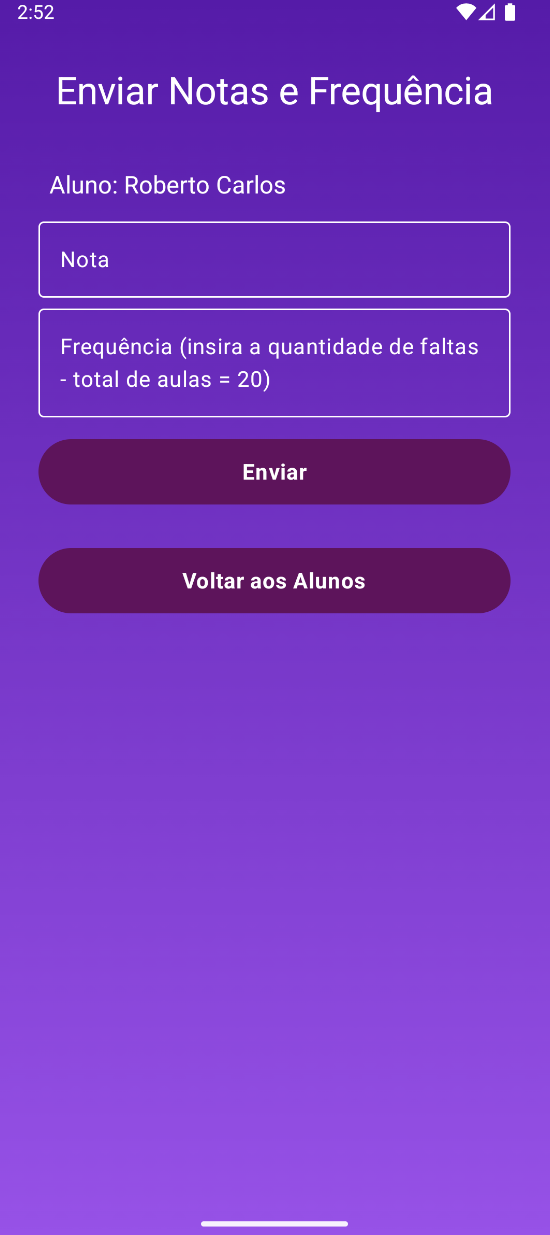 2:52
Enviar Notas e Frequência
Aluno: Roberto Carlos
Nota
Frequência (insira a quantidade de faltas
- total de aulas = 20)
Enviar
Voltar aos Alunos